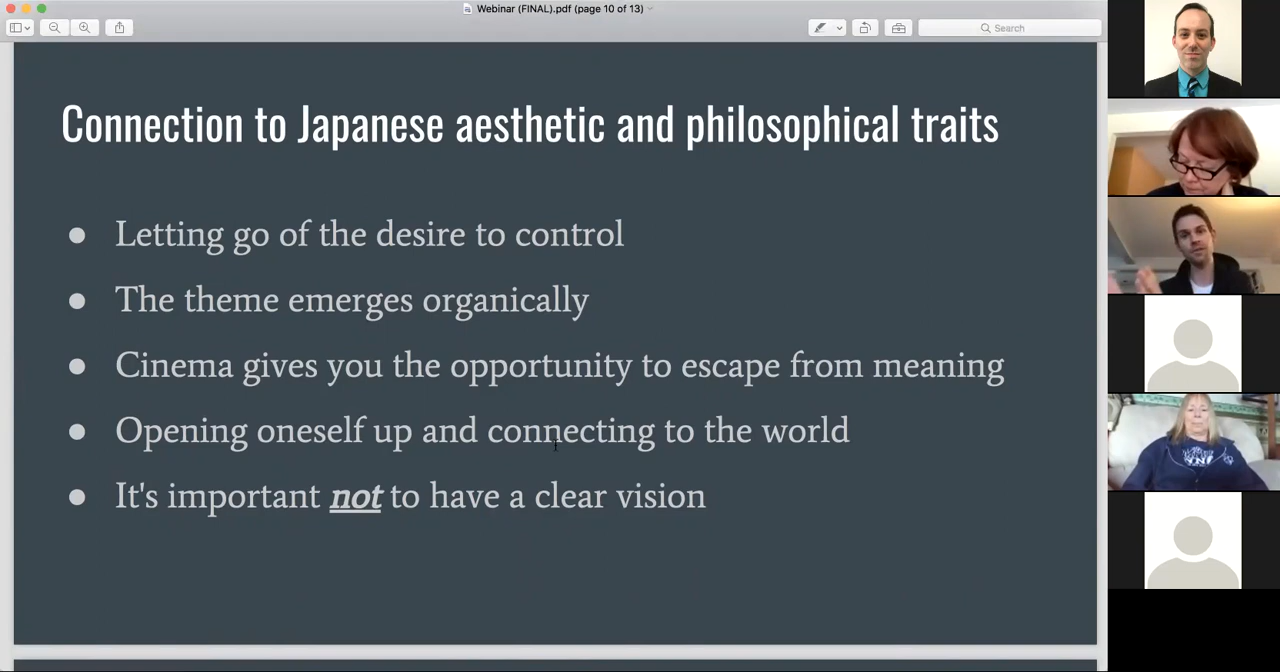 Webinar (FINAL).pdf (page 10 of 13)
Search
Connection to Japanese aesthetic and philosophical traits
● Letting go of the desire to control
● The theme emerges organically
● Cinema gives you the opportunity to escape from meaning
● Opening oneself up and connecting to the world
● It's important not to have a clear vision